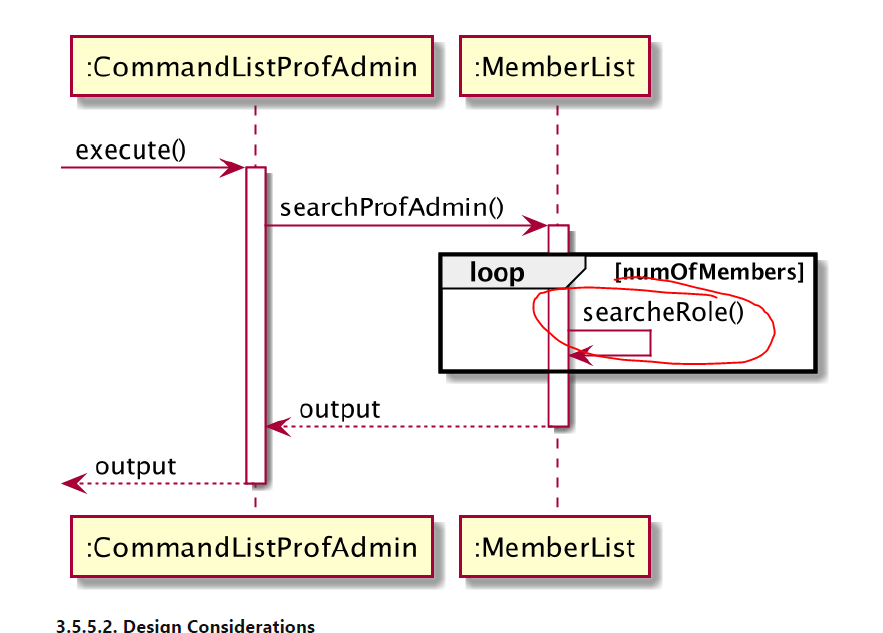 :CommandListProfAdmin
:MemberList
execute()
searchProfAdmin()
loop
[numOfMembers]
searcheRole()
output
output
:CommandListProfAdmin
:MemberList
3.5.5.2. Design Considerations